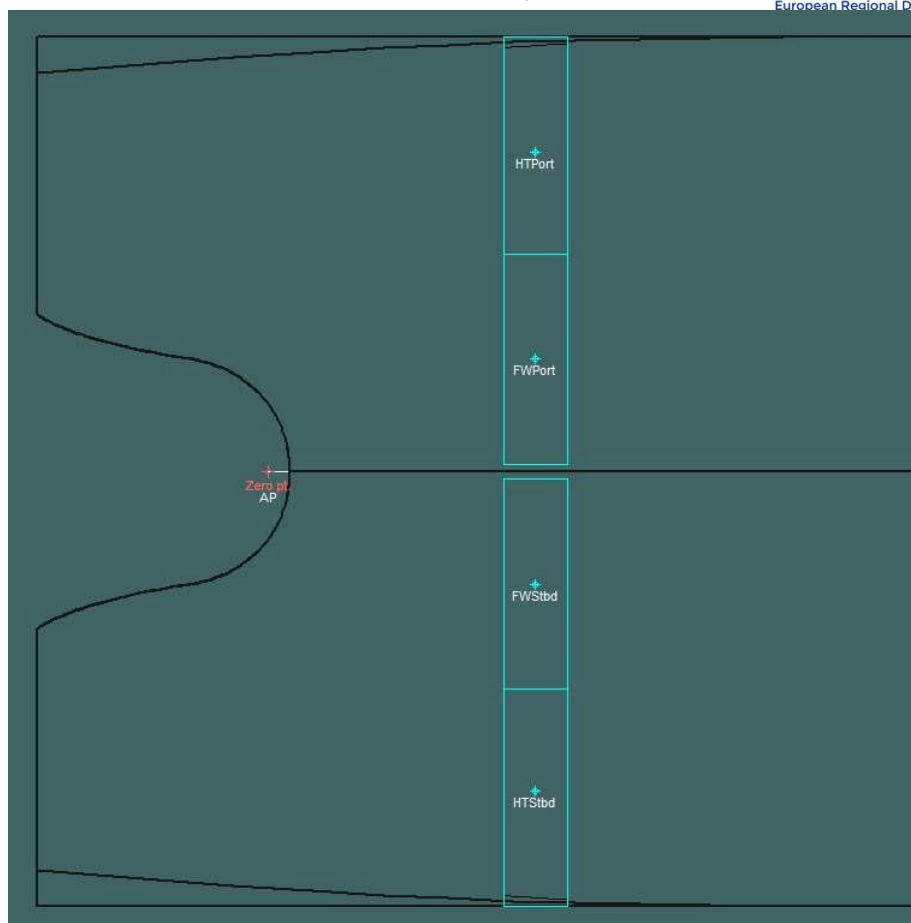 European Regional D
HTPort
FWPort
Zero pt.
AP
FWStbd
HTStbd